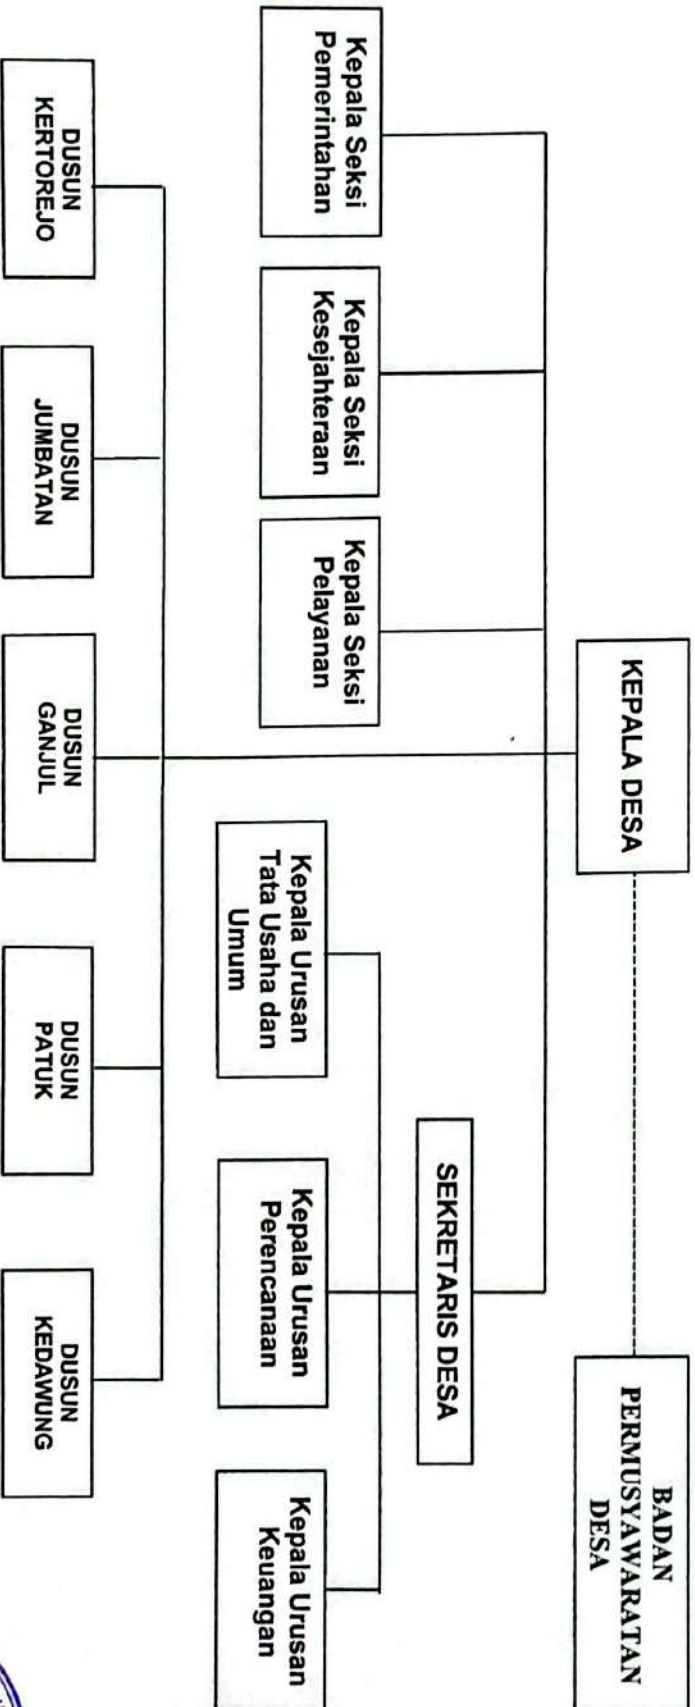 KEPALA DESA
BADAN
PERMUSYAWARATAN
DESA
SEKRETARIS DESA
Kepala Seksi
Pemerintahan
Kepala Seksi
Kesejahteraan
Kepala Seksi
Pelayanan
Kepala Urusan
Tata Usaha dan
Umum
Kepala Urusan
Perencanaan
Kepala Urusan
Keuangan
DUSUN
KERTOREJO
DUSUN
JUMBATAN
DUSUN
GANJUL
DUSUN
PATUK
DUSUN
KEDAWUNG